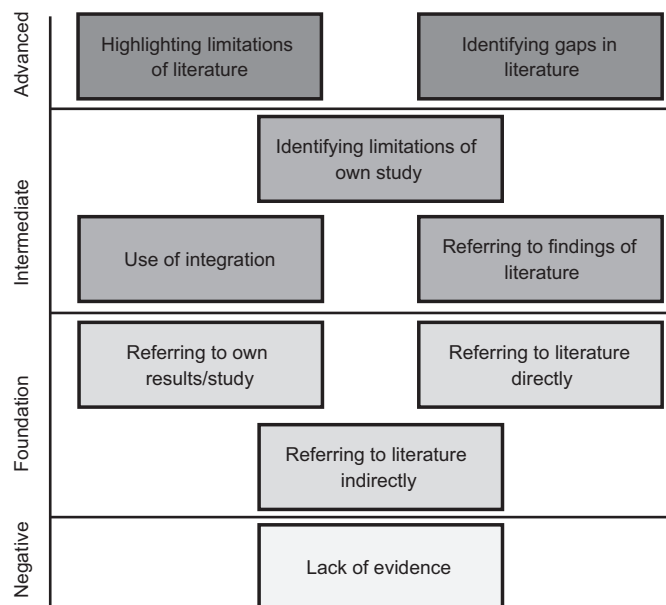 Advanced
Highlighting limitations
of literature
Identifying gaps in
literature
Intermediate
Identifying limitations of
own study
Use of integration
Referring to findings of
literature
Foundation
Referring to own
results/study
Referring to literature
directly
Referring to literature
indirectly
Negative
Lack of evidence